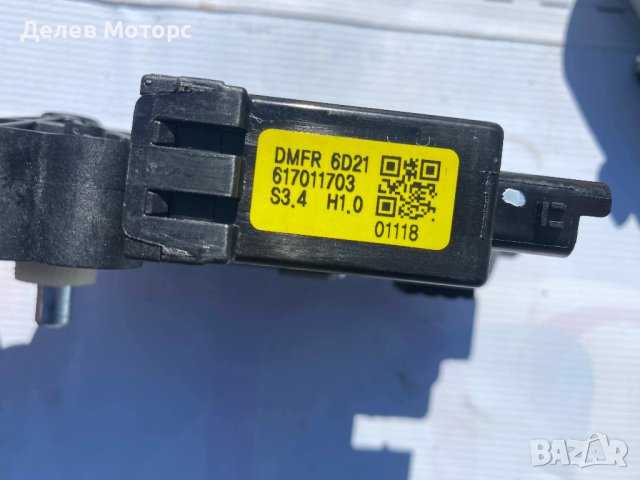 Делев Моторс
DMFR 6D21
617011703
S3.4 H1.0
01118
BAZAR